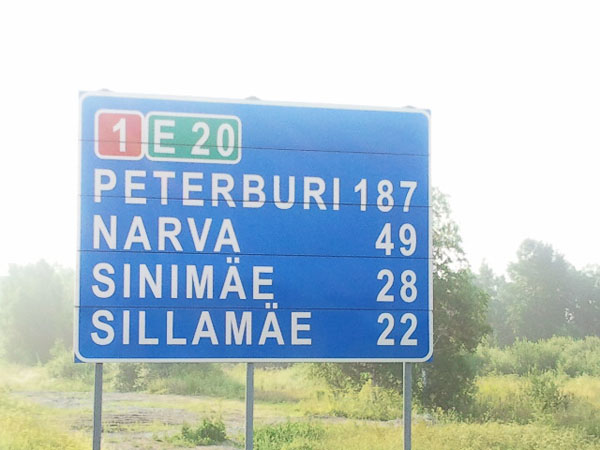 1 E 20
PETERBURI 187
NARVA 49
SINIMÄE 28
SILLAMÄE 22